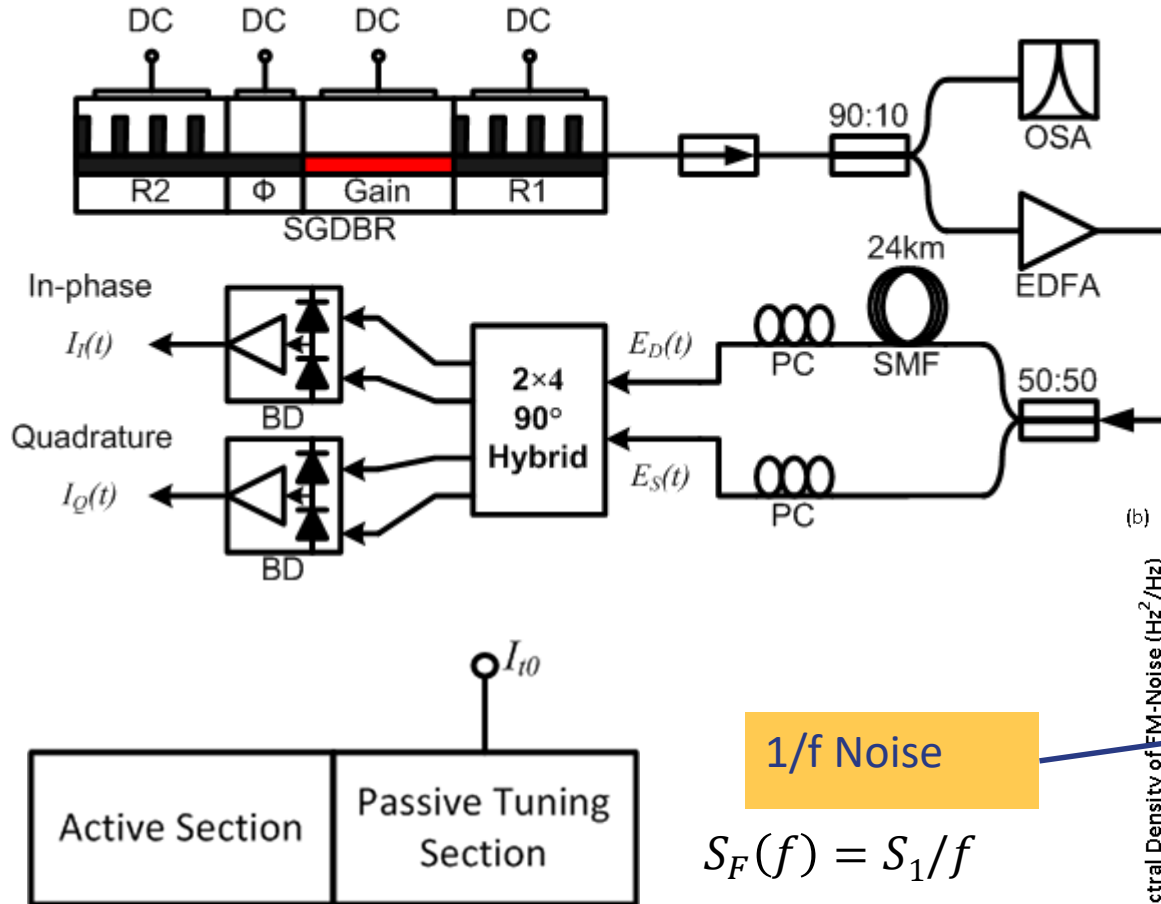 DC DC DC DC
90:10
OSA
R2 Φ Gain R1
SGDBR
24km
EDFA
In-phase
I_I(t)
E_D(t)
PC
SMF
2×4
90°
Hybrid
50:50
BD
Quadrature
I_Q(t)
E_S(t)
PC
BD
(b)
I_{t0}
1/f Noise
Active Section
Passive Tuning
Section
S_F(f) = S_1/f
ctral Density of FM-Noise (Hz²/Hz)